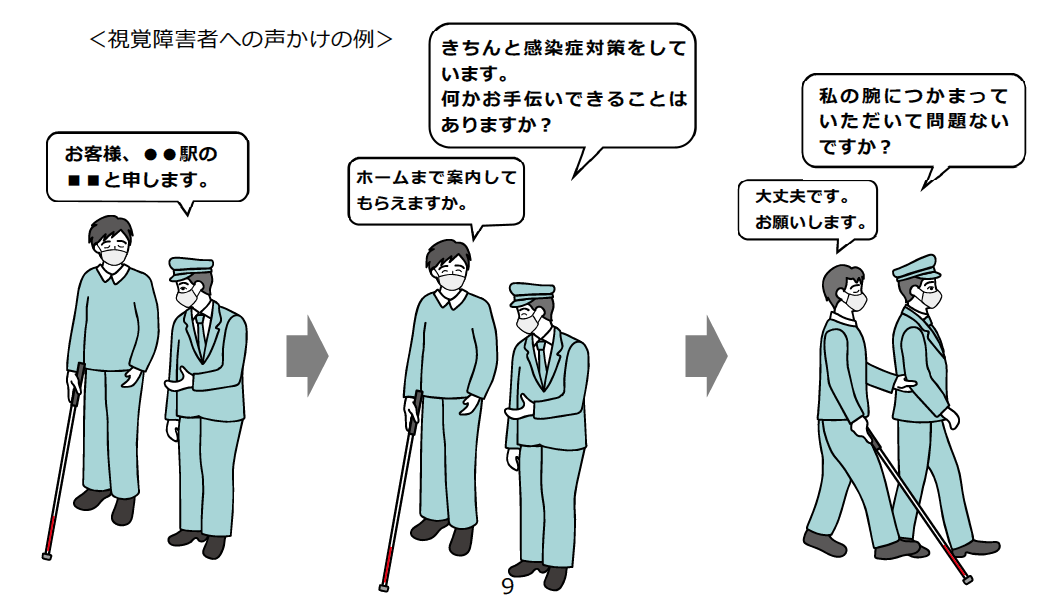 ＜視覚障害者への声かけの例＞
お客様、●●駅の
■■と申します。
きちんと感染症対策をして
います。
何かお手伝いできることは
ありますか？
ホームまで案内して
もらえますか。
私の腕につかまって
いただいて問題ない
ですか？
大丈夫です。
お願いします。
9